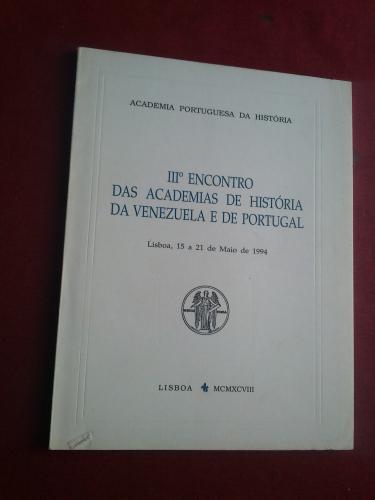 ACADEMIA PORTUGUESA DA HISTÓRIA
IIIº ENCONTRO
DAS ACADEMIAS DE HISTÓRIA
DA VENEZUELA E DE PORTUGAL
Lisboa, 15 a 21 de Maio de 1994
LISBOA MCMXCVIII